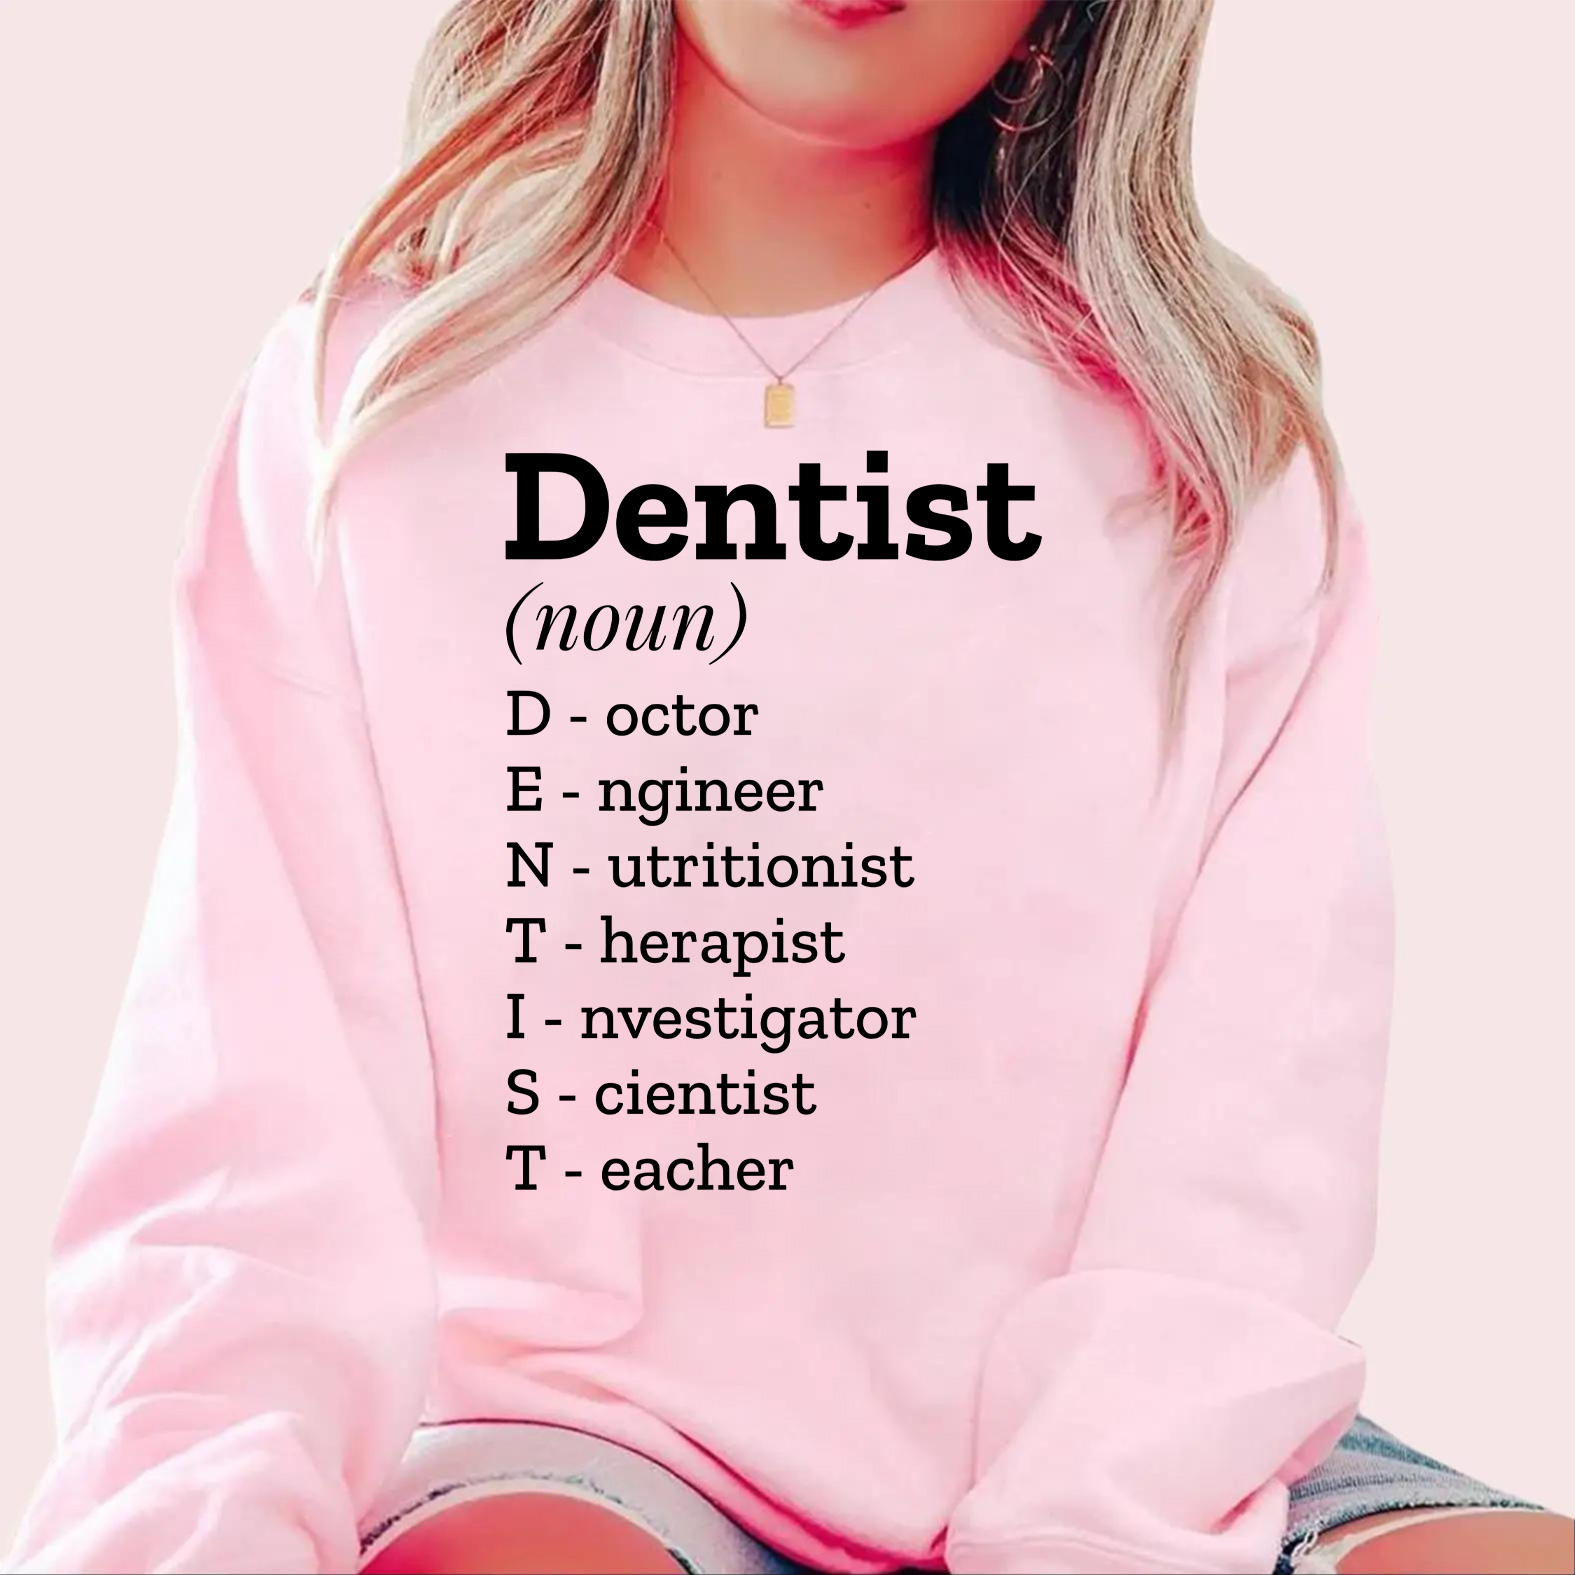 Dentist
(noun)
D - octor
E - ngineer
N - utritionist
T - herapist
I - nvestigator
S - cientist
T - eacher